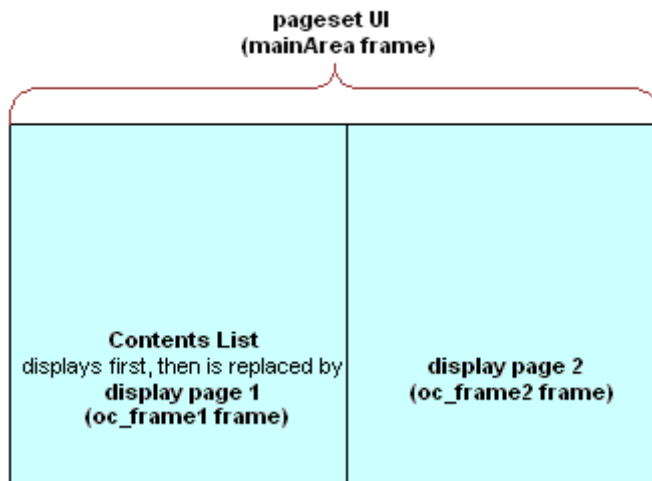 pageset UI
(mainArea frame)
Contents List
displays first, then is replaced by
display page 1
(oc_frame1 frame)
display page 2
(oc_frame2 frame)